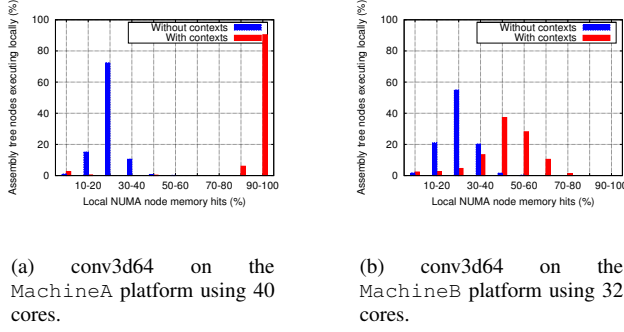 Assembly tree nodes executing locally (%)
100
80
60
40
20
0
Without contexts
With contexts
10-20 30-40 50-60 70-80 90-100
Local NUMA node memory hits (%)
(a) conv3d64 on the
MachineA platform using 40
cores.
Assembly tree nodes executing locally (%)
100
80
60
40
20
0
Without contexts
With contexts
10-20 30-40 50-60 70-80 90-100
Local NUMA node memory hits (%)
(b) conv3d64 on the
MachineB platform using 32
cores.